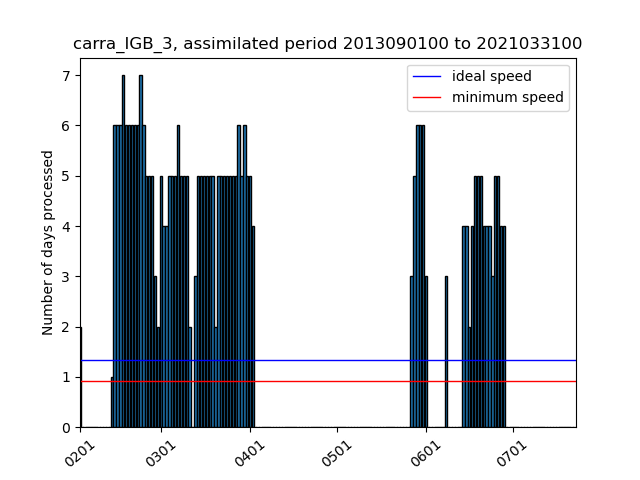 carra_IGB_3, assimilated period 2013090100 to 2021033100
ideal speed
minimum speed
Number of days processed
7
6
5
4
3
2
1
0
0201 0301 0401 0501 0601 0701